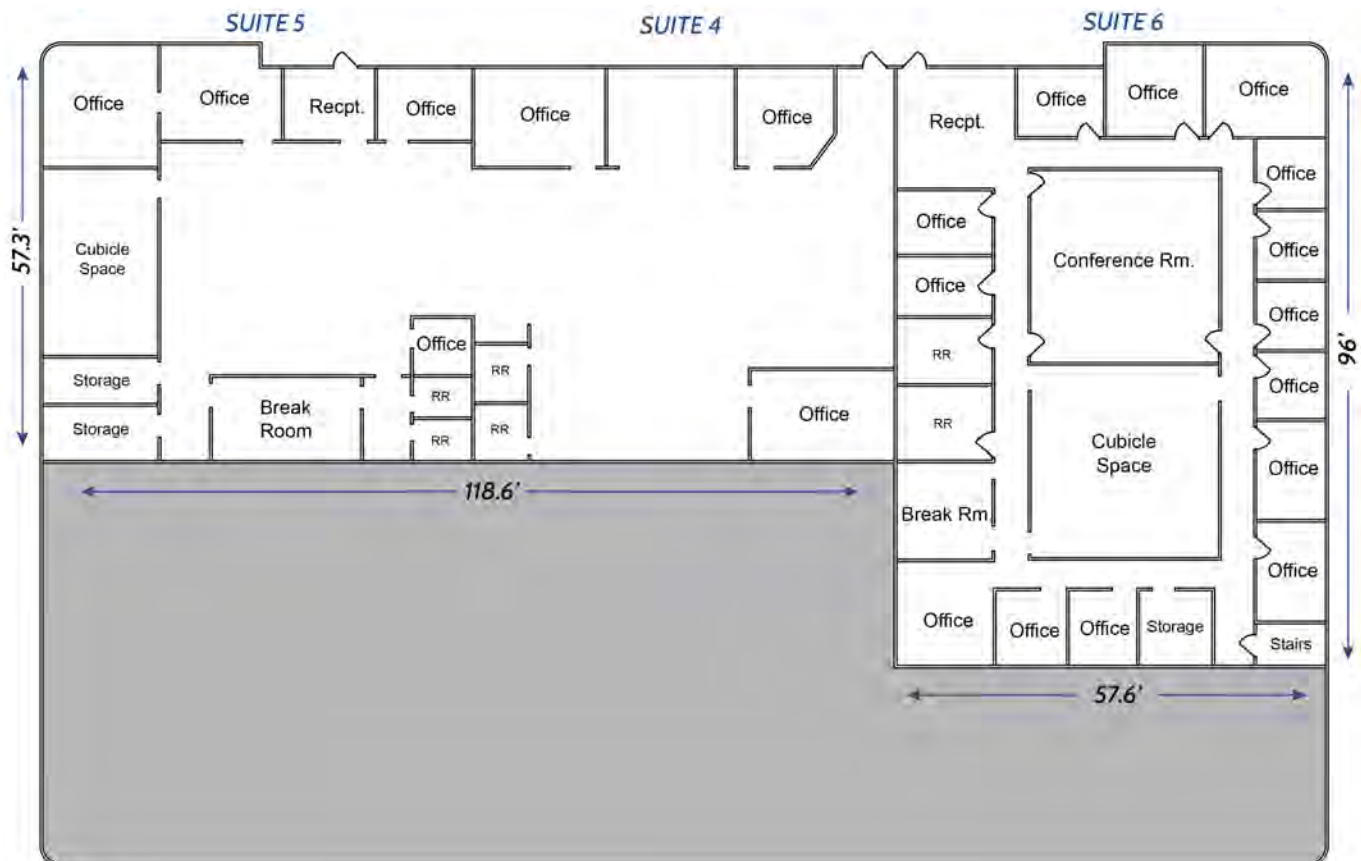 SUITE 5
SUITE 4
SUITE 6
Office
Office
Recpt.
Office
Office
Office
Recpt.
Office
Office
Office
57.3'
Cubicle
Space
Storage
Storage
Break
Room
Office
RR
RR
RR
RR
Office
118.6'
Office
Office
RR
RR
Break Rm.
Conference Rm.
Cubicle
Space
Office
Office
Office
Office
Office
Office
Stairs
96'
Office
Office
Office
Storage
57.6'